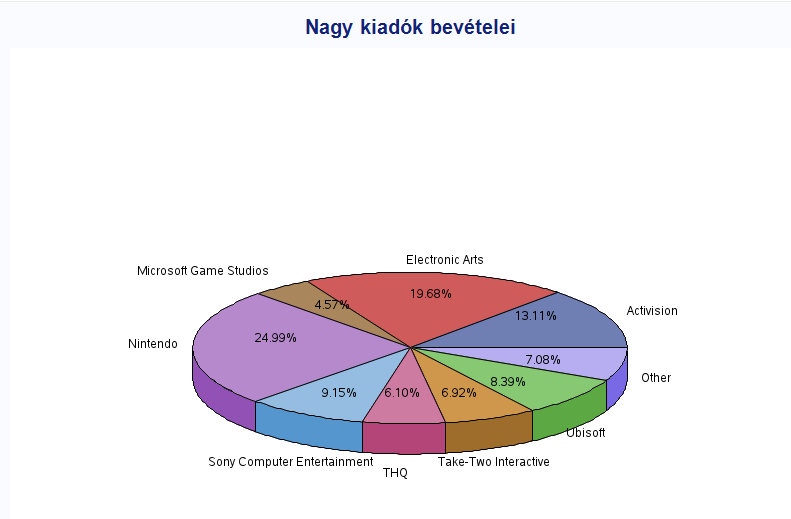 Nagy kiadók bevételei
Electronic Arts
Microsoft Game Studios
19.68%
4.57%
Activision
13.11%
24.99%
Nintendo
7.08%
Other
8.39%
9.15%
6.10%
6.92%
Ubisoft
Sony Computer Entertainment
Take-Two Interactive
THQ